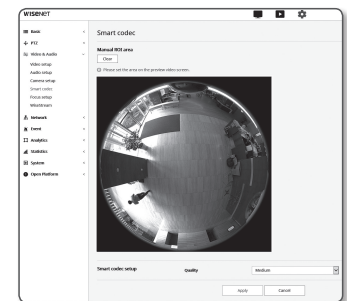 WISENET
Basic
PTZ
Video & Audio
Video setup
Audio setup
Camera setup
Smart codec
Focus setup
Wisestream
Network
Event
Analytics
Statistics
System
Open Platform
Smart codec
Manual ROI area
Clear
Please set the area on the preview video screen.
Smart codec setup Quality Medium
Apply Cancel